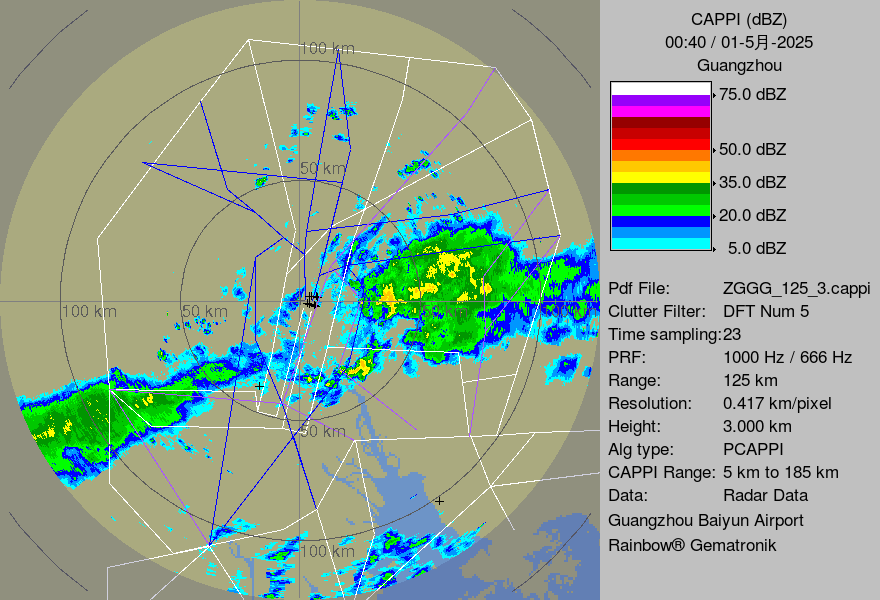 CAPPI (dBZ)
00:40 / 01-5月-2025
Guangzhou
75.0 dBZ
50.0 dBZ
35.0 dBZ
20.0 dBZ
5.0 dBZ
Pdf File: ZGGG_125_3.cappi
Clutter Filter: DFT Num 5
Time sampling:23
PRF: 1000 Hz / 666 Hz
Range: 125 km
Resolution: 0.417 km/pixel
Height: 3.000 km
Alg type: PCAPPI
CAPPI Range: 5 km to 185 km
Data: Radar Data
Guangzhou Baiyun Airport
Rainbow® Gematronik
100 km
50 km
100 km
50 km
50 km
100 km